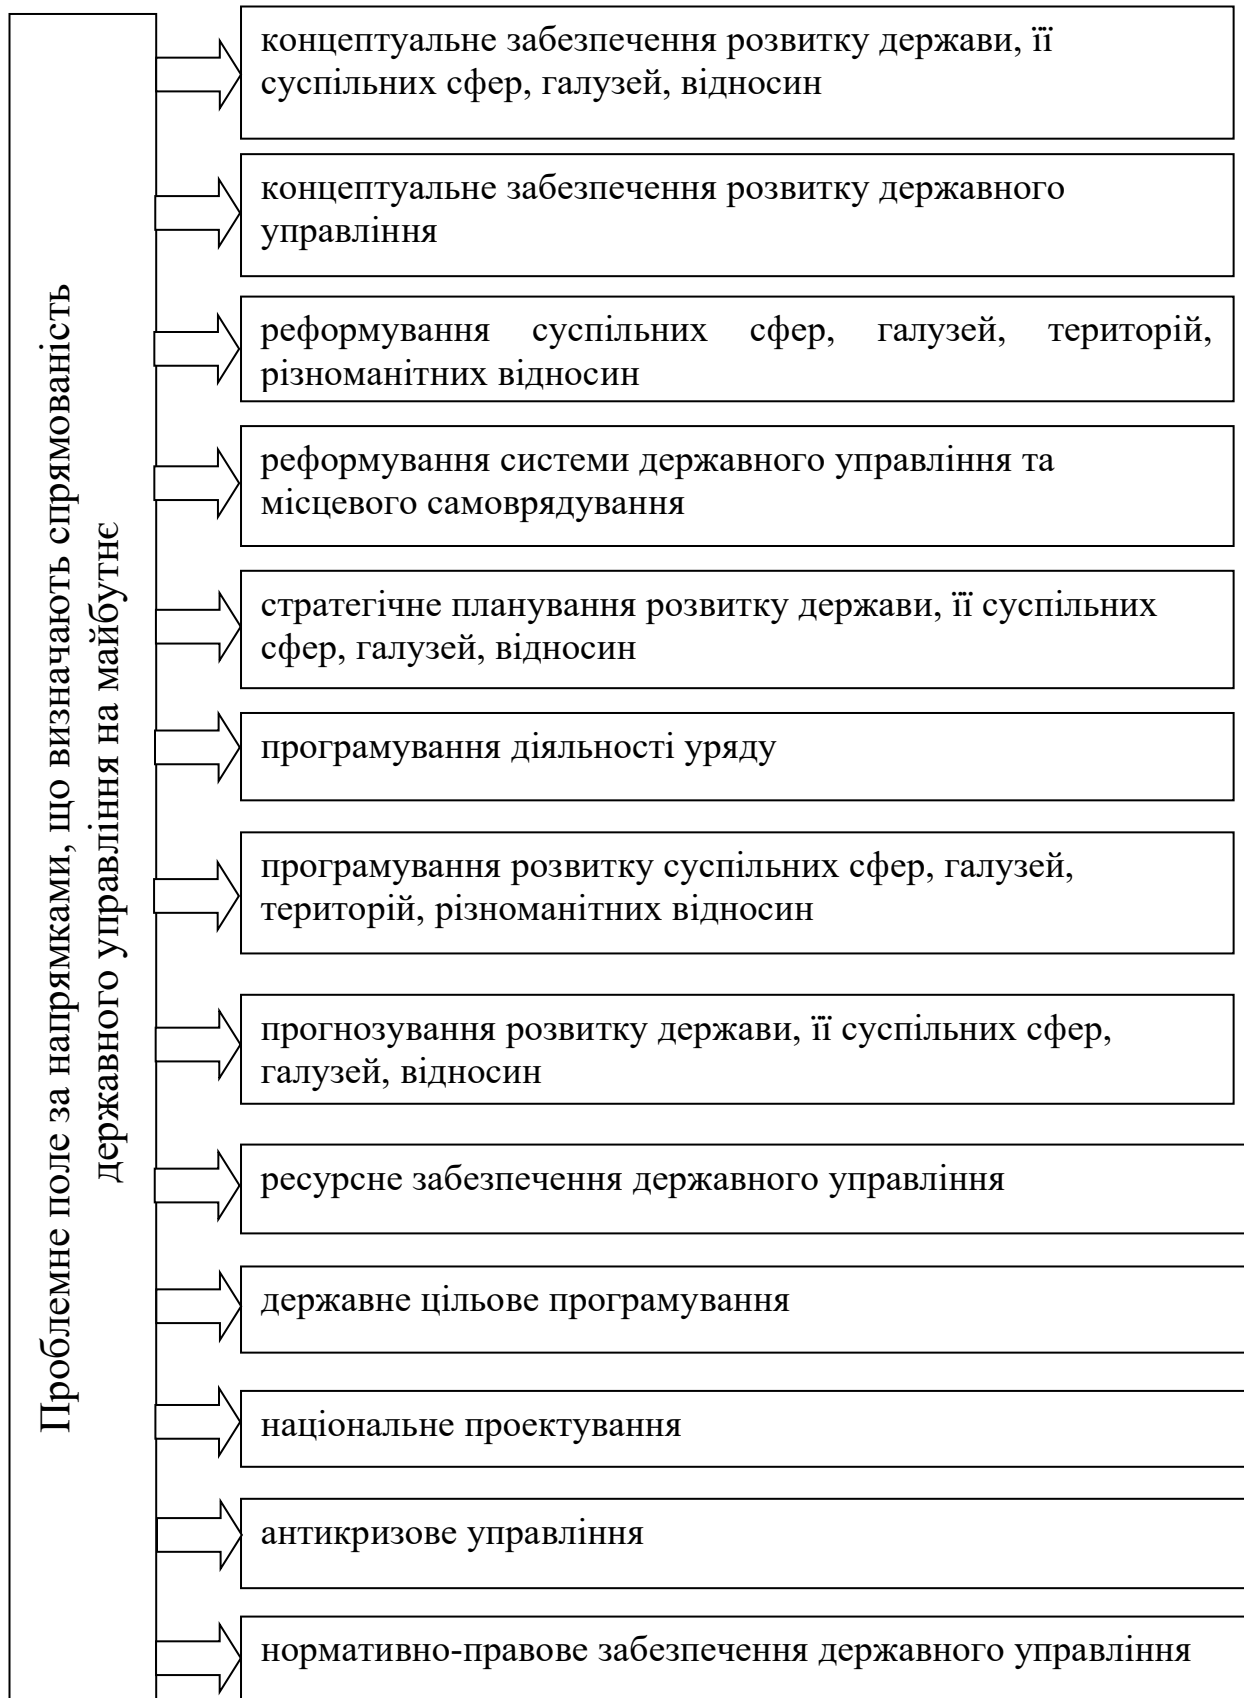 Проблемне поле за напрямками, що визначають спрямованість
державного управління на майбутнє
концептуальне забезпечення розвитку держави, її
суспільних сфер, галузей, відносин
концептуальне забезпечення розвитку державного
управління
реформування суспільних сфер, галузей, територій,
різноманітних відносин
реформування системи державного управління та
місцевого самоврядування
стратегічне планування розвитку держави, її суспільних
сфер, галузей, відносин
програмування діяльності уряду
програмування розвитку суспільних сфер, галузей,
територій, різноманітних відносин
прогнозування розвитку держави, її суспільних сфер,
галузей, відносин
ресурсне забезпечення державного управління
державне цільове програмування
національне проектування
антикризове управління
нормативно-правове забезпечення державного управління